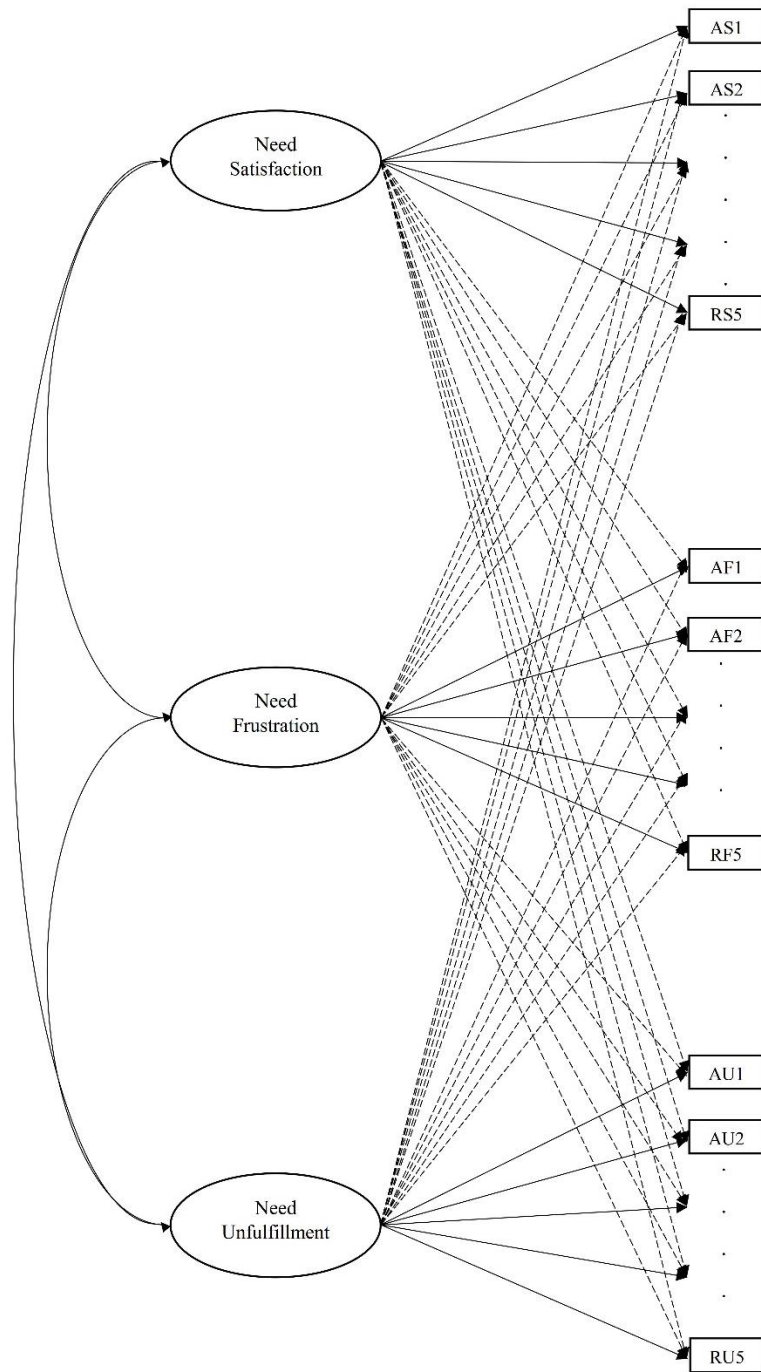 AS1
AS2
Need
Satisfaction
RS5
AF1
AF2
Need
Frustration
RF5
AU1
AU2
Need
Unfulfillment
RU5